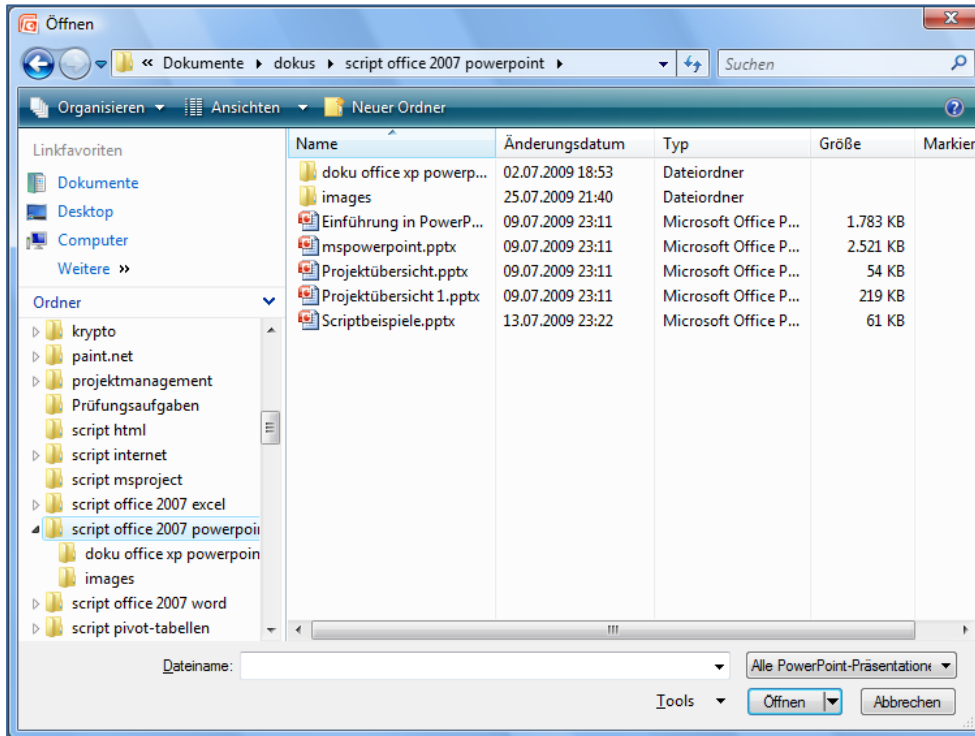 Öffnen
« Dokumente dokus script office 2007 powerpoint
Suchen
Organisieren Ansichten Neuer Ordner
Linkfavoriten
Dokumente
Desktop
Computer
Weitere »
Ordner
krypto
paint.net
projektmanagement
Prüfungsaufgaben
script html
script internet
script msproject
script office 2007 excel
script office 2007 powerpoi
doku office xp powerpoin
images
script office 2007 word
script pivot-tabellen
Name Änderungsdatum Typ Größe Markier
doku office xp powerp... 02.07.2009 18:53 Dateiordner
images 25.07.2009 21:40 Dateiordner
Einführung in PowerP... 09.07.2009 23:11 Microsoft Office P... 1.783 KB
mspowerpoint.pptx 09.07.2009 23:11 Microsoft Office P... 2.521 KB
Projektübersicht.pptx 09.07.2009 23:11 Microsoft Office P... 54 KB
Projektübersicht 1.pptx 09.07.2009 23:11 Microsoft Office P... 219 KB
Scriptbeispiele.pptx 13.07.2009 23:22 Microsoft Office P... 61 KB
Dateiname:
Alle PowerPoint-Präsentatione
Tools Öffnen Abbrechen